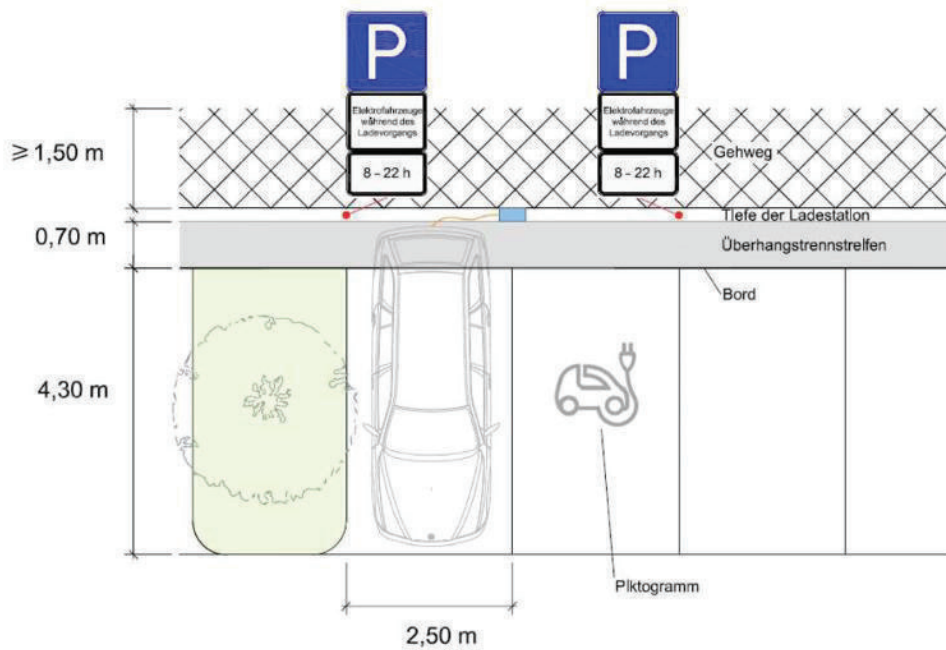 P
P
Elektrofahrzeuge
während des
Ladevorgangs
Elektrofahrzeuge
während des
Ladevorgangs
8 – 22 h
8 – 22 h
≥ 1,50 m
Gehweg
Tiefe der Ladestation
0,70 m
Überhangstrennstreifen
Bord
4,30 m
Piktogramm
2,50 m